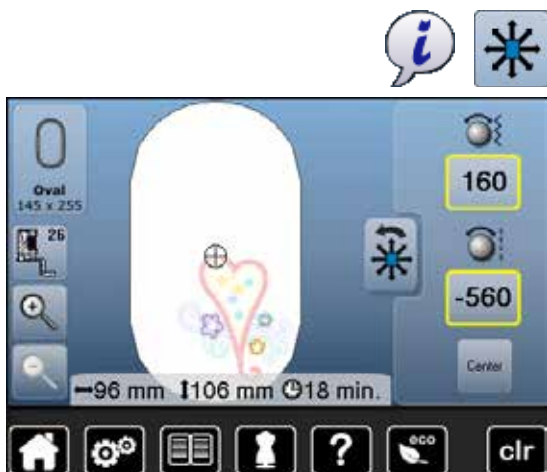 i
Oval
145 x 255
26
160
-560
Center
96 mm 106 mm 18 min.
?
eco
clr